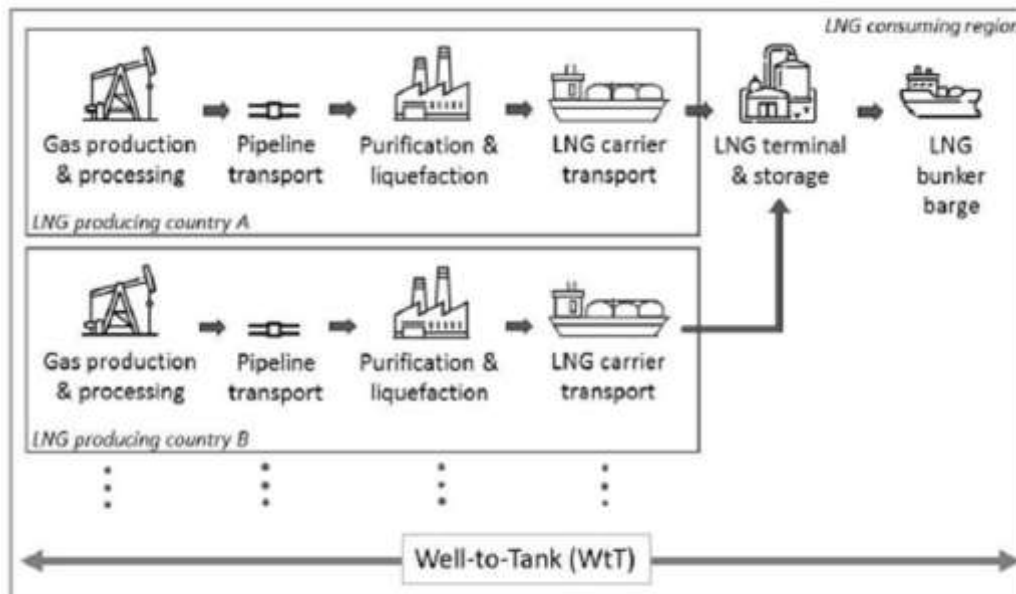 LNG consuming region
Gas production
& processing
Pipeline
transport
Purification &
liquefaction
LNG carrier
transport
LNG terminal
& storage
LNG
bunker
barge
LNG producing country A
Gas production
& processing
Pipeline
transport
Purification &
liquefaction
LNG carrier
transport
LNG producing country B
Well-to-Tank (WtT)